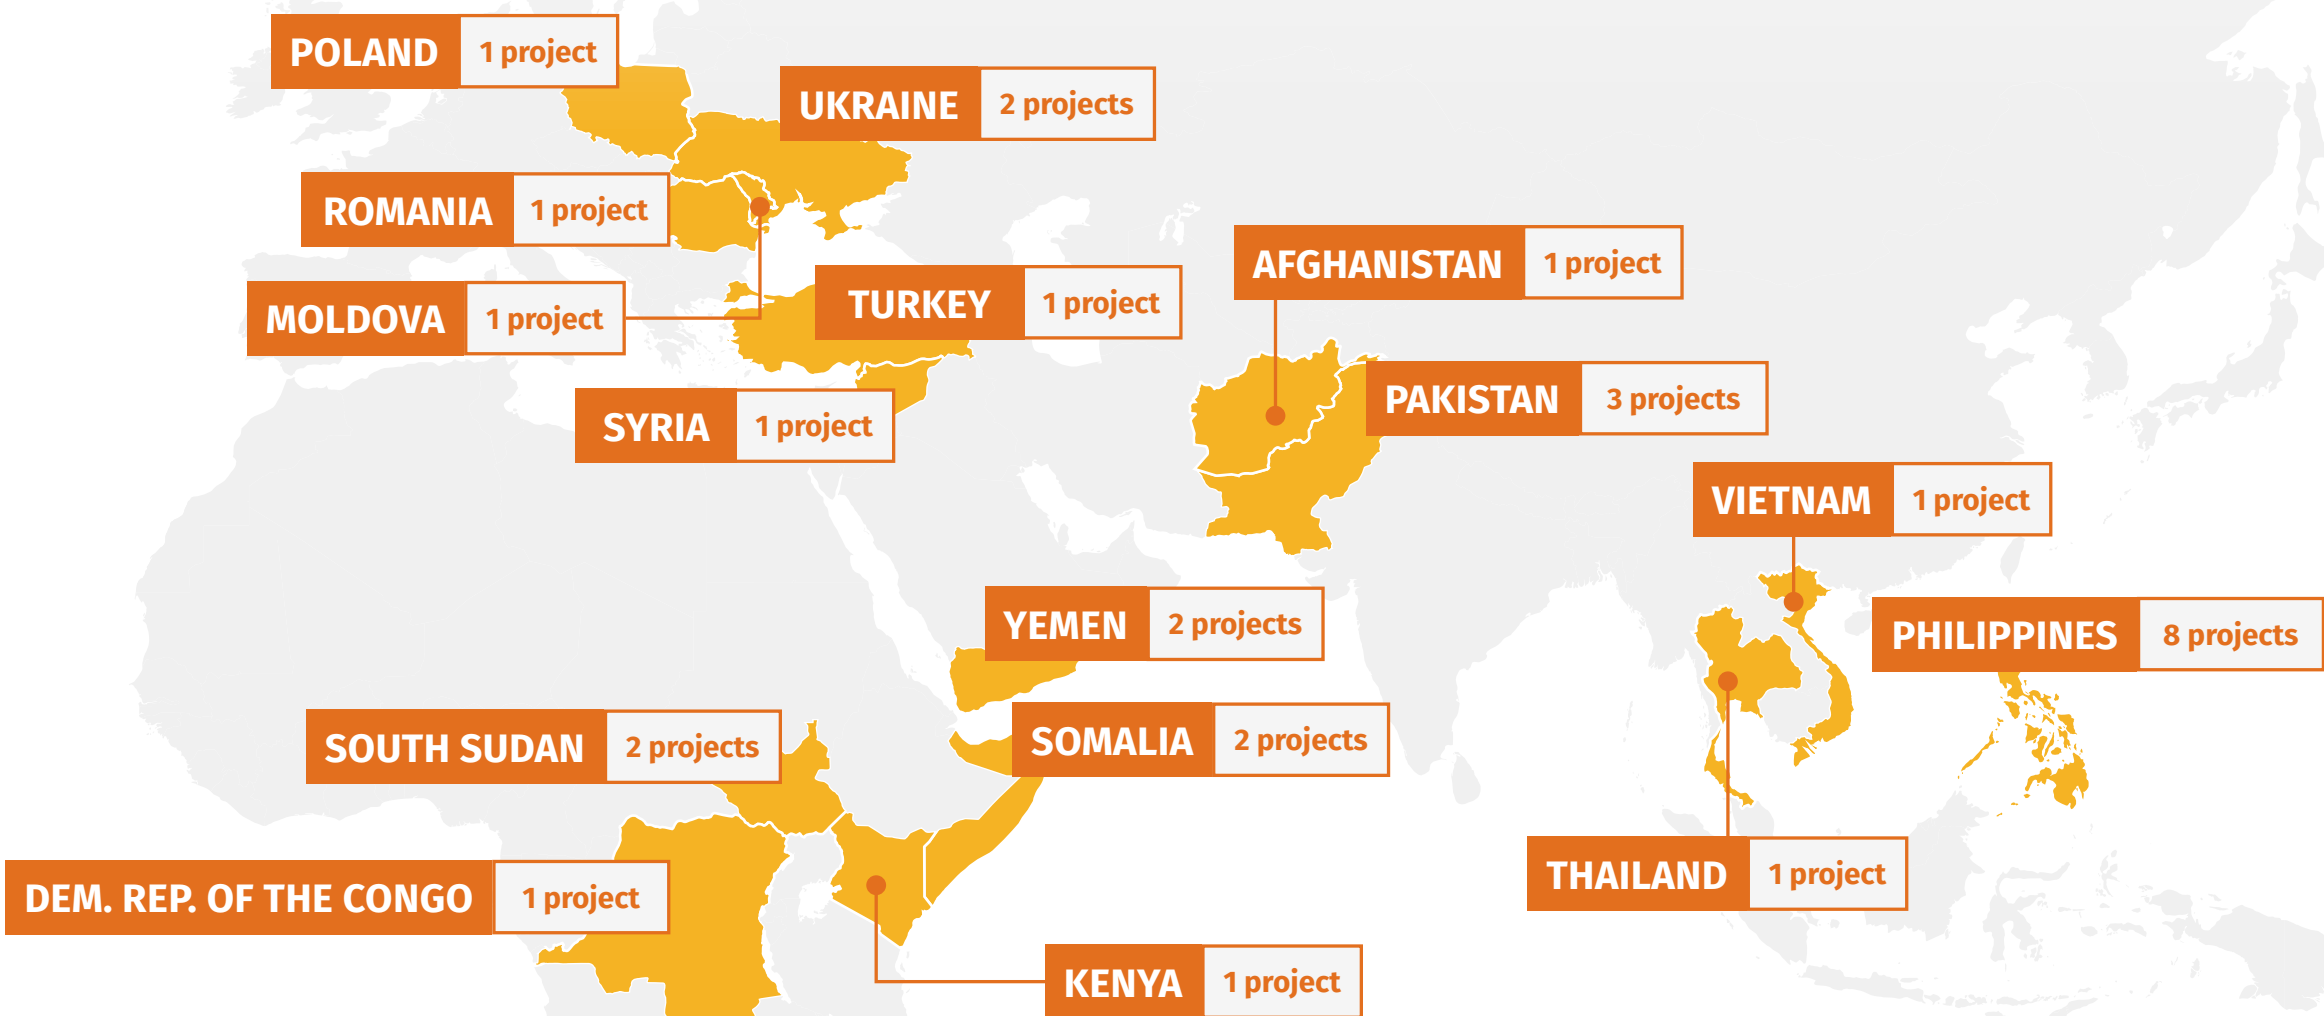 POLAND 1 project
UKRAINE 2 projects
ROMANIA 1 project
AFGHANISTAN 1 project
TURKEY 1 project
MOLDOVA 1 project
PAKISTAN 3 projects
SYRIA 1 project
VIETNAM 1 project
YEMEN 2 projects
PHILIPPINES 8 projects
SOMALIA 2 projects
SOUTH SUDAN 2 projects
THAILAND 1 project
DEM. REP. OF THE CONGO 1 project
KENYA 1 project